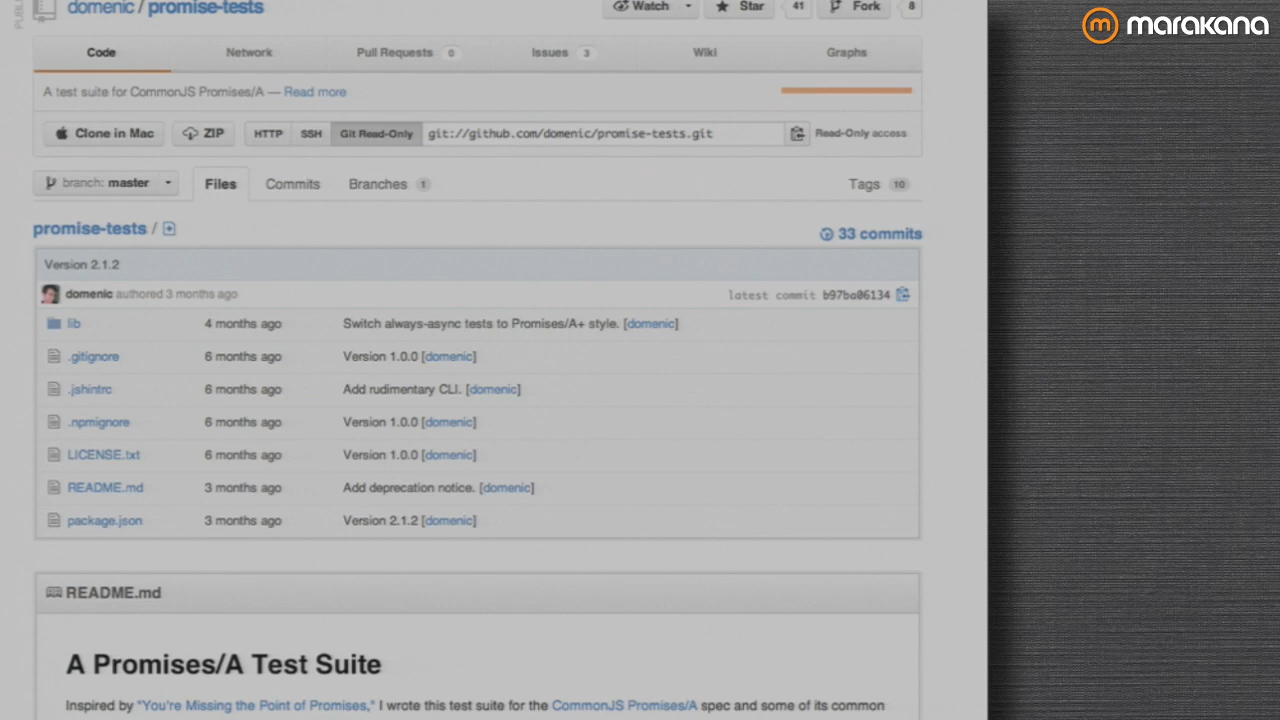 domenic / promise-tests Watch Star 41 Fork 8
marakana
Code Network Pull Requests 0 Issues 3 Wiki Graphs
A test suite for CommonJS Promises/A — Read more
Clone in Mac ZIP HTTP SSH Git Read-Only git://github.com/domenic/promise-tests.git Read-Only access
branch: master Files Commits Branches 1 Tags 10
promise-tests / 33 commits
Version 2.1.2
domenic authored 3 months ago latest commit b97ba06134
lib 4 months ago Switch always-async tests to Promises/A+ style. [domenic]
.gitignore 6 months ago Version 1.0.0 [domenic]
.jshintrc 6 months ago Add rudimentary CLI. [domenic]
.npmignore 6 months ago Version 1.0.0 [domenic]
LICENSE.txt 6 months ago Version 1.0.0 [domenic]
README.md 3 months ago Add deprecation notice. [domenic]
package.json 3 months ago Version 2.1.2 [domenic]
README.md
A Promises/A Test Suite
Inspired by "You're Missing the Point of Promises," I wrote this test suite for the CommonJS Promises/A spec and some of its common